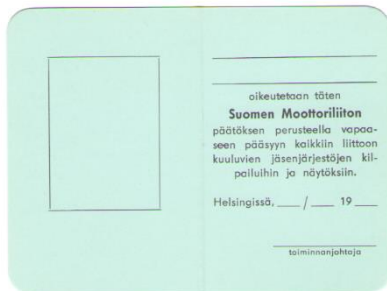 oikeutetaan täten
Suomen Moottoriliiton
päätöksen perusteella vapaa-
seen pääsyyn kaikkiin liittoon
kuuluvien jäsenjärjestöjen kil-
pailuihin ja näytöksiin.
Helsingissä, ___ / ___ 19 ___
toiminnanjohtaja